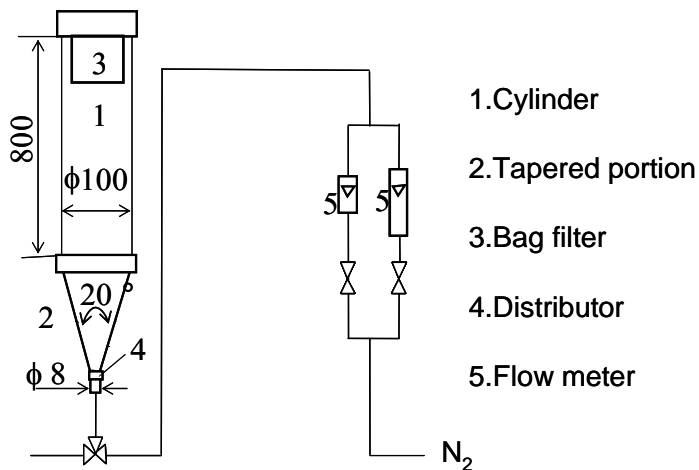 3
1
800
ϕ100
20
2
4
ϕ 8
5
5
N₂
1.Cylinder
2.Tapered portion
3.Bag filter
4.Distributor
5.Flow meter